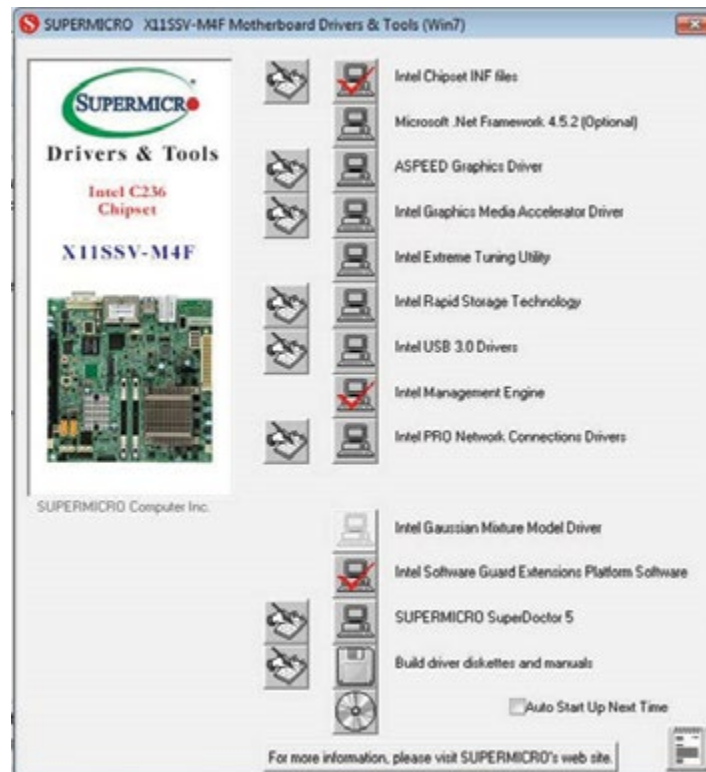 SUPERMICRO X11SSV-M4F Motherboard Drivers & Tools (Win7)
SUPERMICRO
Drivers & Tools
Intel C236
Chipset
X11SSV-M4F
SUPERMICRO Computer Inc.
Intel Chipset INF files
Microsoft .Net Framework 4.5.2 (Optional)
ASPEED Graphics Driver
Intel Graphics Media Accelerator Driver
Intel Extreme Tuning Utility
Intel Rapid Storage Technology
Intel USB 3.0 Drivers
Intel Management Engine
Intel PRO Network Connections Drivers
Intel Gaussian Mixture Model Driver
Intel Software Guard Extensions Platform Software
SUPERMICRO SuperDoctor 5
Build driver diskettes and manuals
Auto Start Up Next Time
For more information, please visit SUPERMICRO's web site.